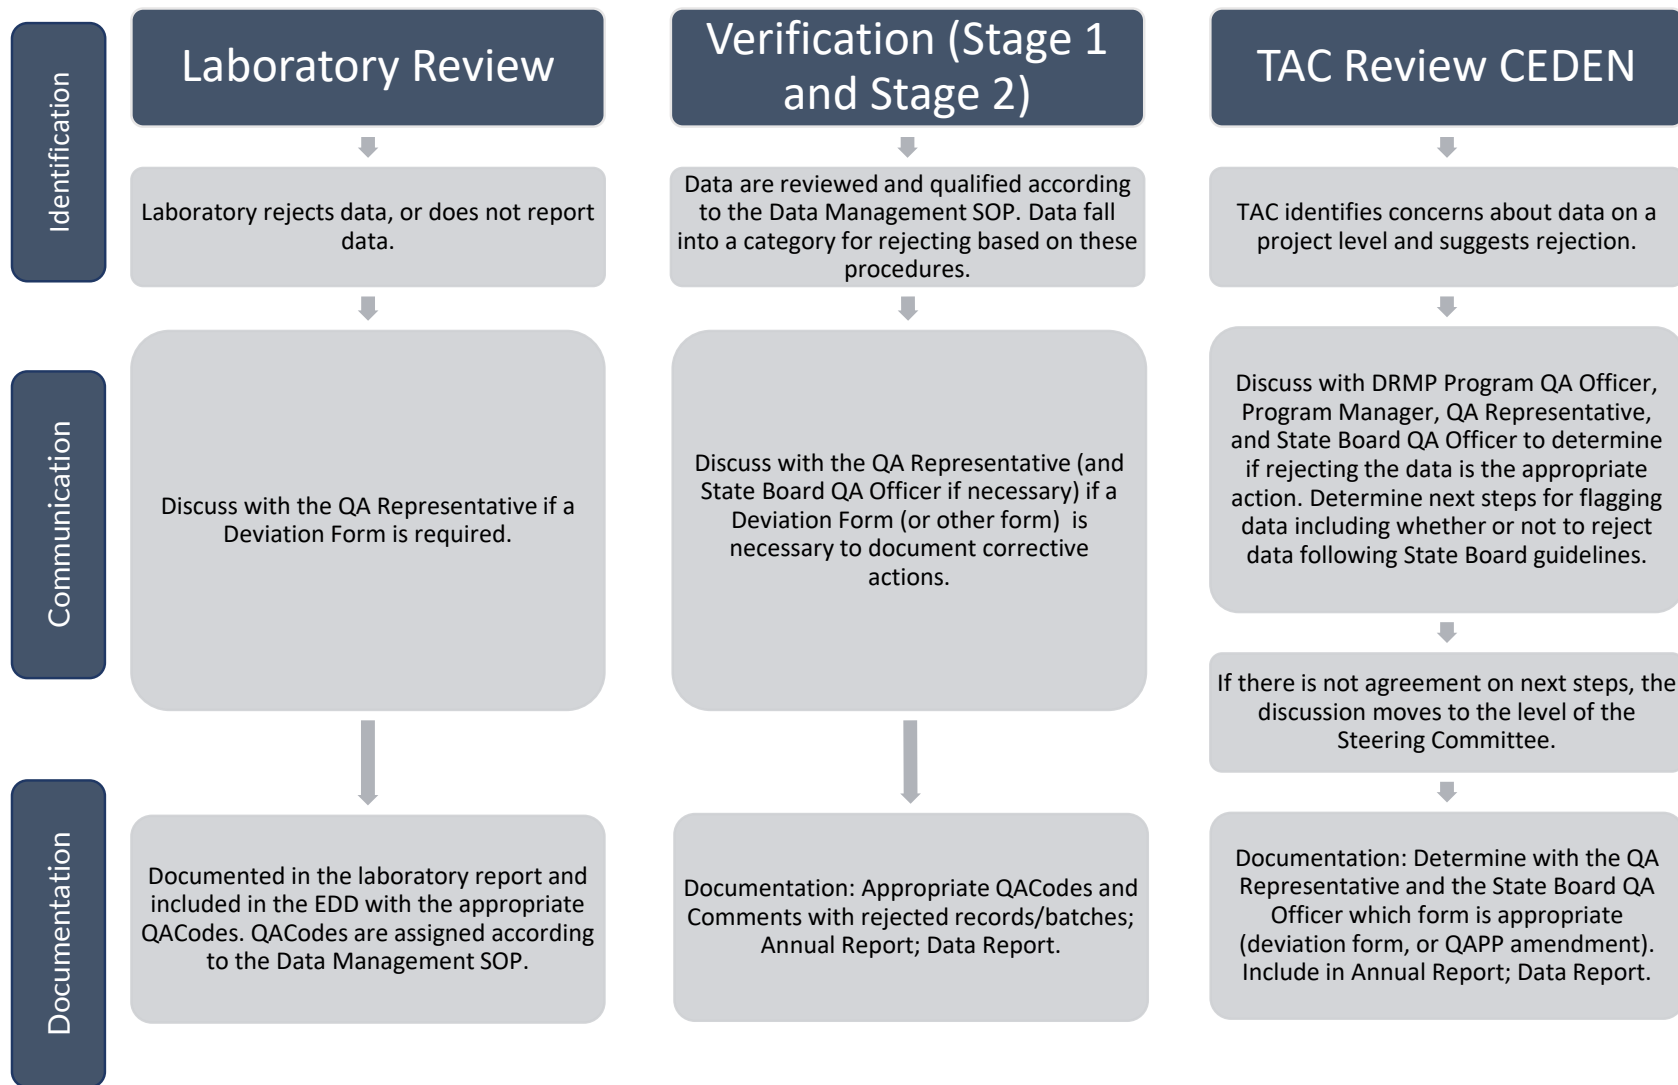 Identification
Laboratory Review
Verification (Stage 1
and Stage 2)
TAC Review CEDEN
Laboratory rejects data, or does not report
data.
Data are reviewed and qualified according
to the Data Management SOP. Data fall
into a category for rejecting based on these
procedures.
TAC identifies concerns about data on a
project level and suggests rejection.
Communication
Discuss with the QA Representative if a
Deviation Form is required.
Discuss with the QA Representative (and
State Board QA Officer if necessary) if a
Deviation Form (or other form) is
necessary to document corrective
actions.
Discuss with DRMP Program QA Officer,
Program Manager, QA Representative,
and State Board QA Officer to determine
if rejecting the data is the appropriate
action. Determine next steps for flagging
data including whether or not to reject
data following State Board guidelines.
If there is not agreement on next steps, the
discussion moves to the level of the
Steering Committee.
Documentation
Documented in the laboratory report and
included in the EDD with the appropriate
QACodes. QACodes are assigned according
to the Data Management SOP.
Documentation: Appropriate QACodes and
Comments with rejected records/batches;
Annual Report; Data Report.
Documentation: Determine with the QA
Representative and the State Board QA
Officer which form is appropriate
(deviation form, or QAPP amendment).
Include in Annual Report; Data Report.